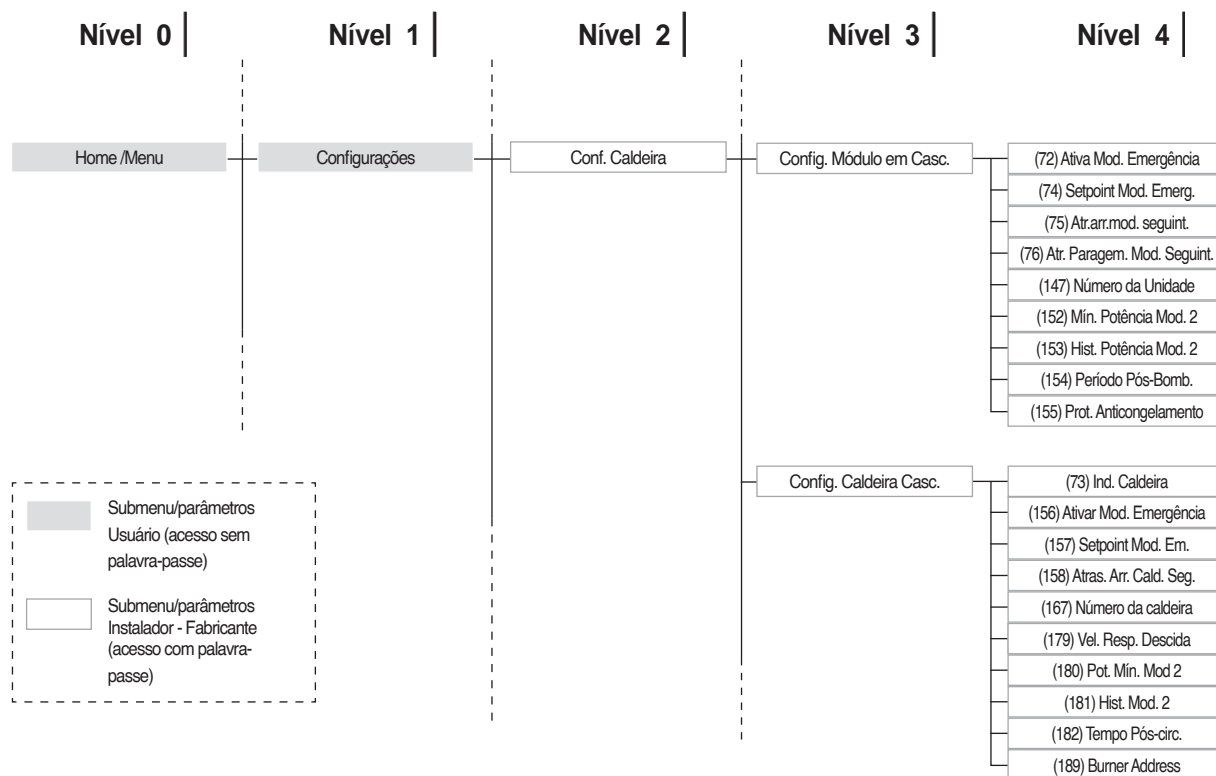 Nível 0
Nível 1
Nível 2
Nível 3
Nível 4
Home /Menu
Configurações
Conf. Caldeira
Config. Módulo em Casc.
(72) Ativa Mod. Emergência
(74) Setpoint Mod. Emerg.
(75) Atr.arr.mod. seguint.
(76) Atr. Paragem. Mod. Seguint.
(147) Número da Unidade
(152) Mín. Potência Mod. 2
(153) Hist. Potência Mod. 2
(154) Período Pós-Bomb.
(155) Prot. Anticongelamento
Config. Caldeira Casc.
(73) Ind. Caldeira
(156) Ativar Mod. Emergência
(157) Setpoint Mod. Em.
(158) Atras. Arr. Cald. Seg.
(167) Número da caldeira
(179) Vel. Resp. Descida
(180) Pot. Mín. Mod 2
(181) Hist. Mod. 2
(182) Tempo Pós-circ.
(189) Burner Address
Submenu/parâmetros
Usuário (acesso sem
palavra-passe)
Submenu/parâmetros
Instalador - Fabricante
(acesso com palavra-
passe)